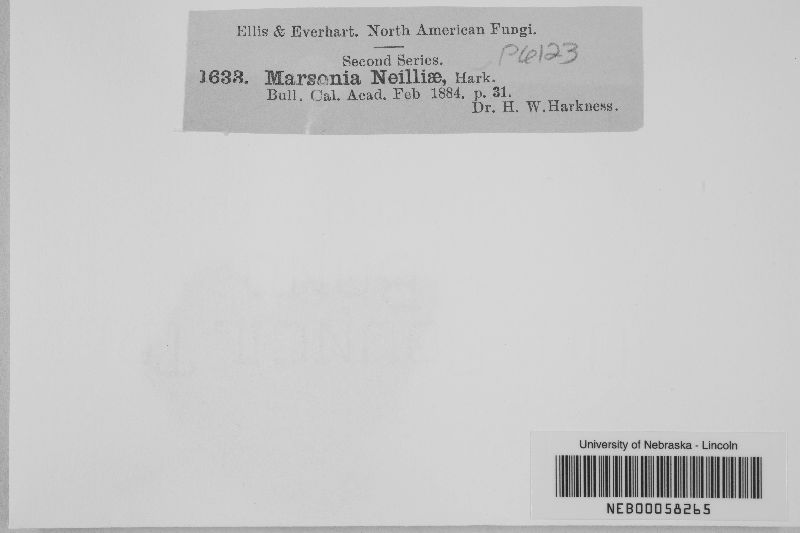 Ellis & Everhart. North American Fungi.
Second Series.
P6123
1633. Marsonia Neilliæ, Hark.
Bull. Cal. Acad. Feb 1884, p. 31.
Dr. H. W. Harkness.
University of Nebraska - Lincoln
NEB00058265